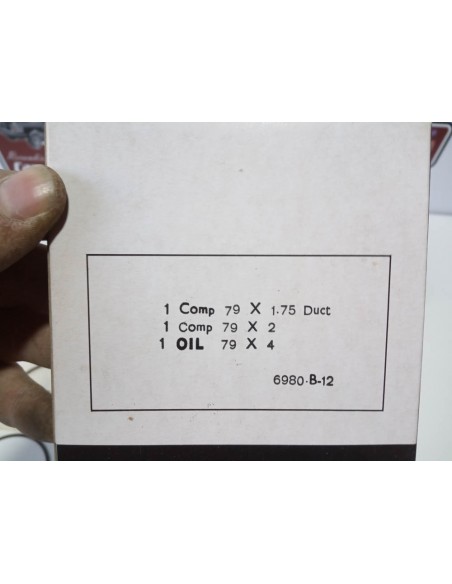 1 Comp 79 X 1.75 Duct
1 Comp 79 X 2
1 OIL 79 X 4
6980.B-12